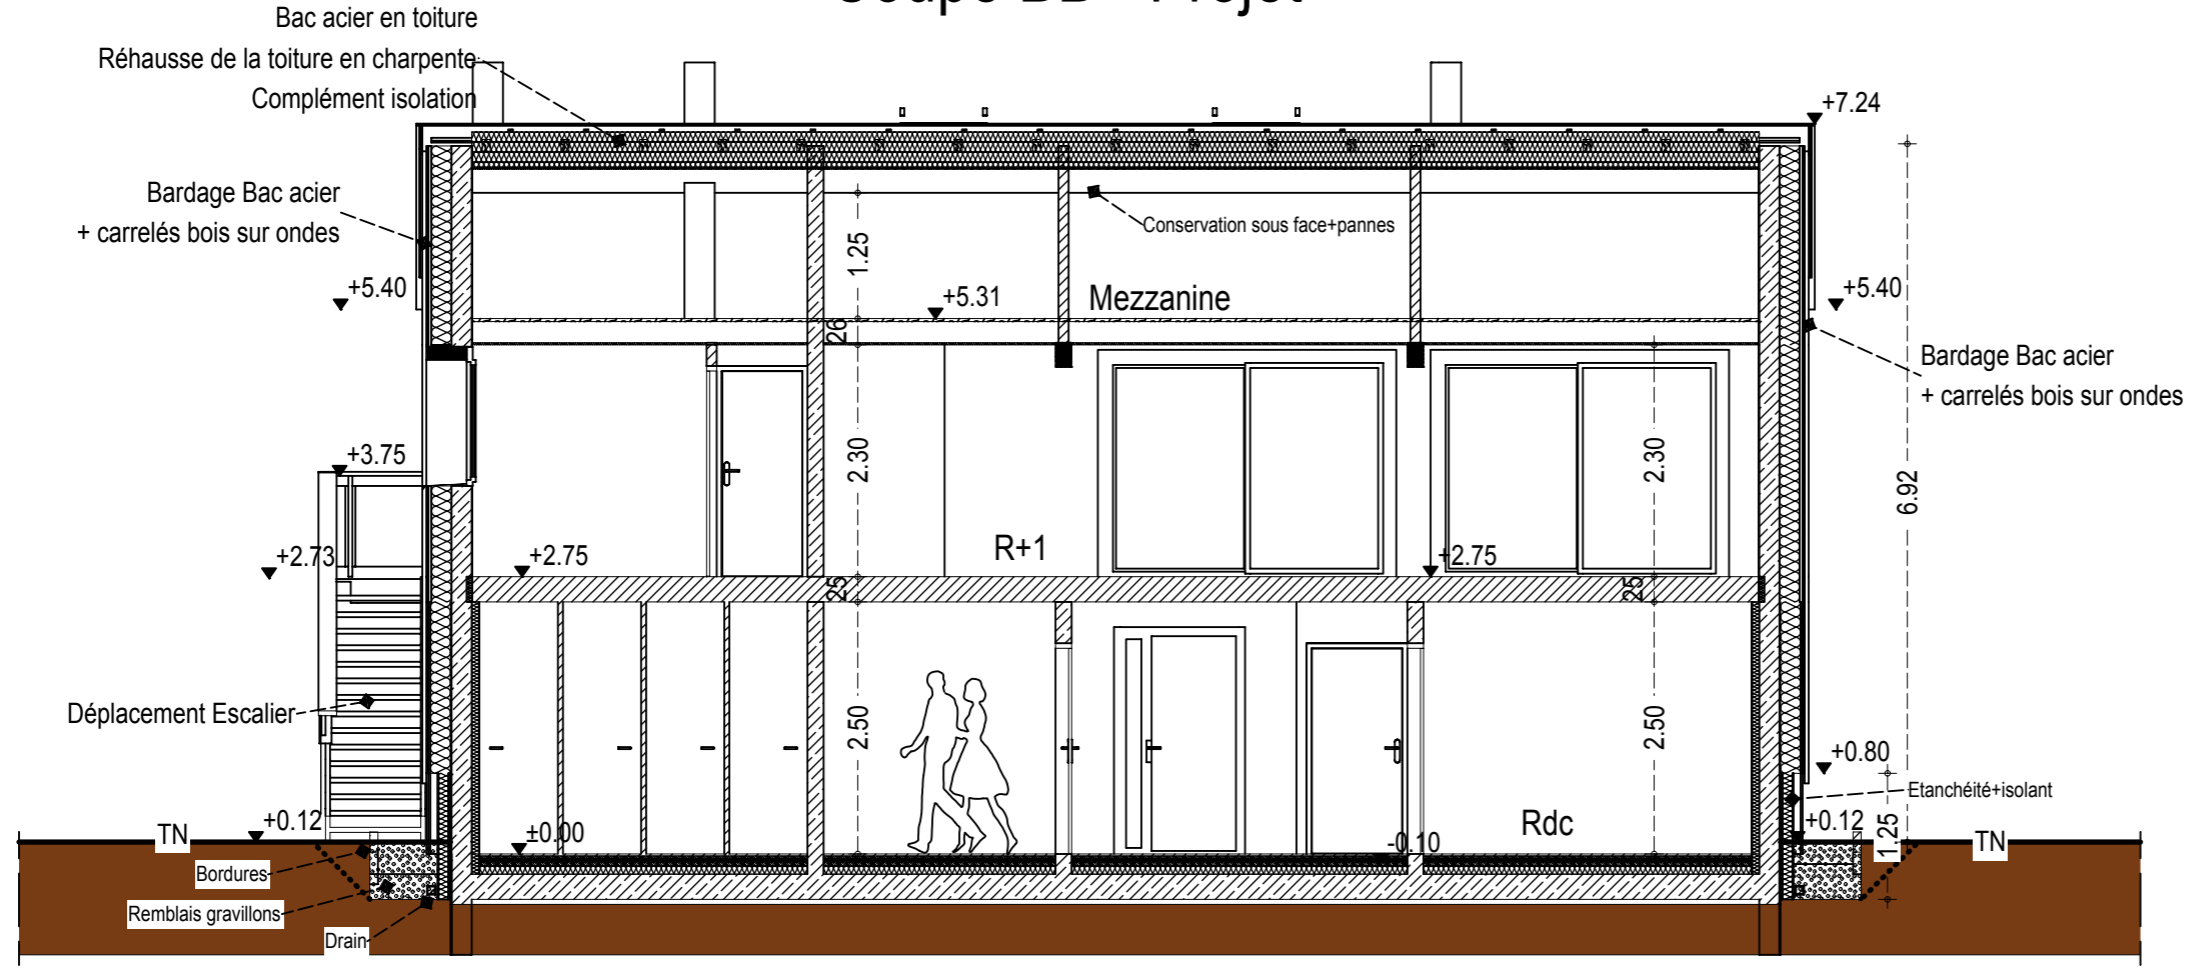 Bac acier en toiture
Réhausse de la toiture en charpente
Complément isolation
+7.24
Bardage Bac acier
+ carrelés bois sur ondes
Conservation sous face+pannes
1.25
+5.40
+5.31
Mezzanine
+5.40
26
Bardage Bac acier
+ carrelés bois sur ondes
+3.75
2.30
2.30
6.92
+2.73
+2.75
R+1
+2.75
25
25
Déplacement Escalier
2.50
2.50
+0.80
Etanchéité+isolant
TN
+0.12
±0.00
-0.10
Rdc
+0.12
1.25
TN
Bordures
Remblais gravillons
Drain